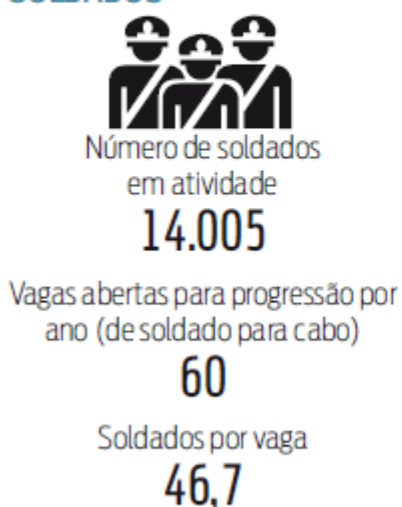 SOLDADOS
Número de soldados
em atividade
14.005
Vagas abertas para progressão por
ano (de soldado para cabo)
60
Soldados por vaga
46,7